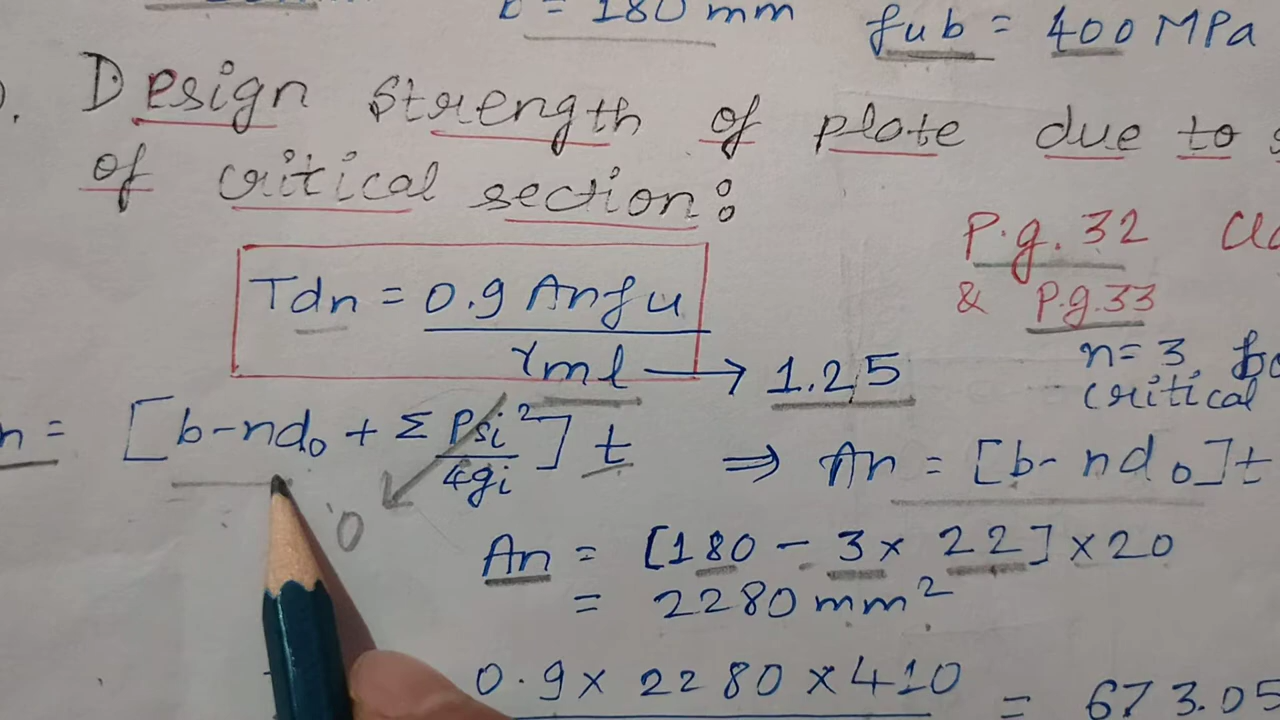 b = 180 mm
fub = 400 MPa
Design Strength of plate due to
of critical section:
P.g. 32
& P.g.33
Tdn = 0.9 Anfu
γml → 1.25
n=3
critical
= [b-nd₀ + Σ Psi²/4gi] t ⇒ An = [b- nd₀]t
0
An = [180 - 3× 22] ×20
= 2280 mm²
0.9× 2280 ×410 = 673.05